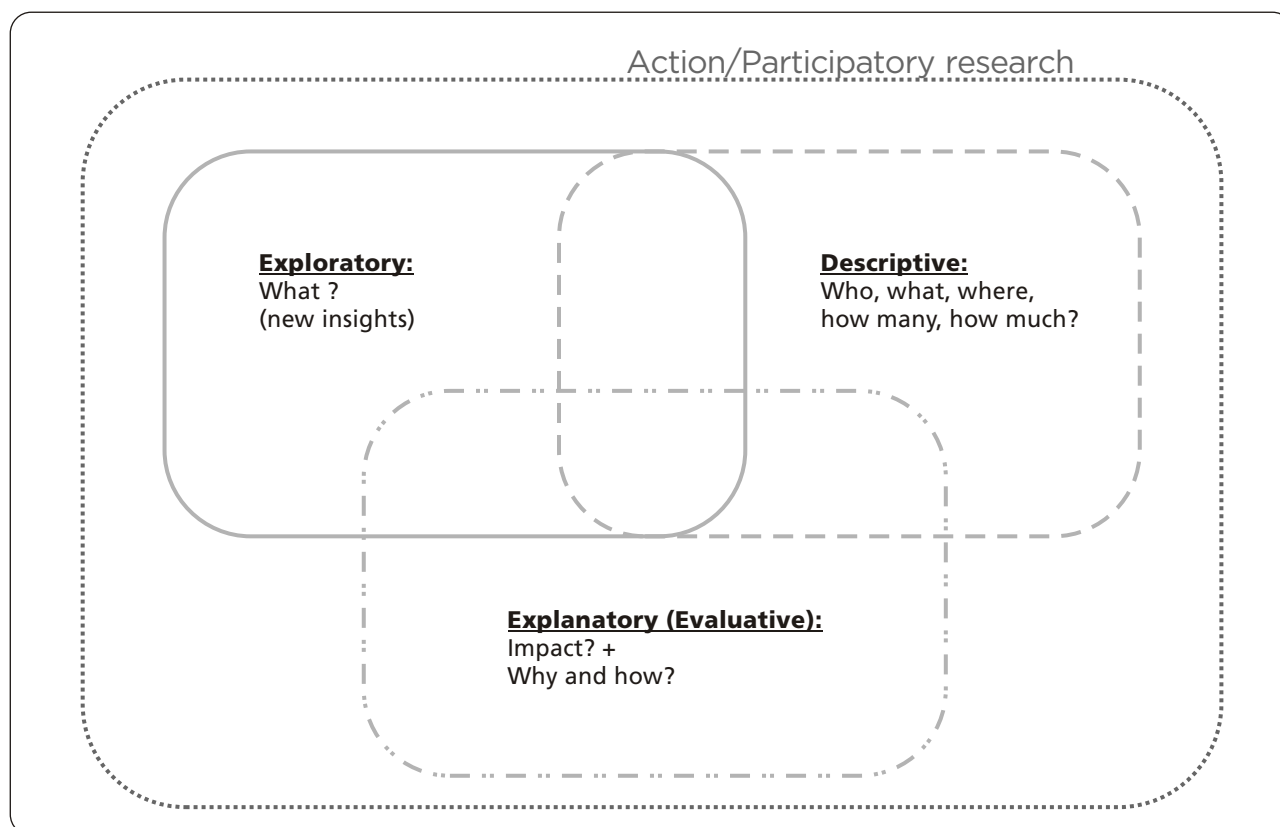 Action/Participatory research
Exploratory:
What ?
(new insights)
Descriptive:
Who, what, where,
how many, how much?
Explanatory (Evaluative):
Impact? +
Why and how?